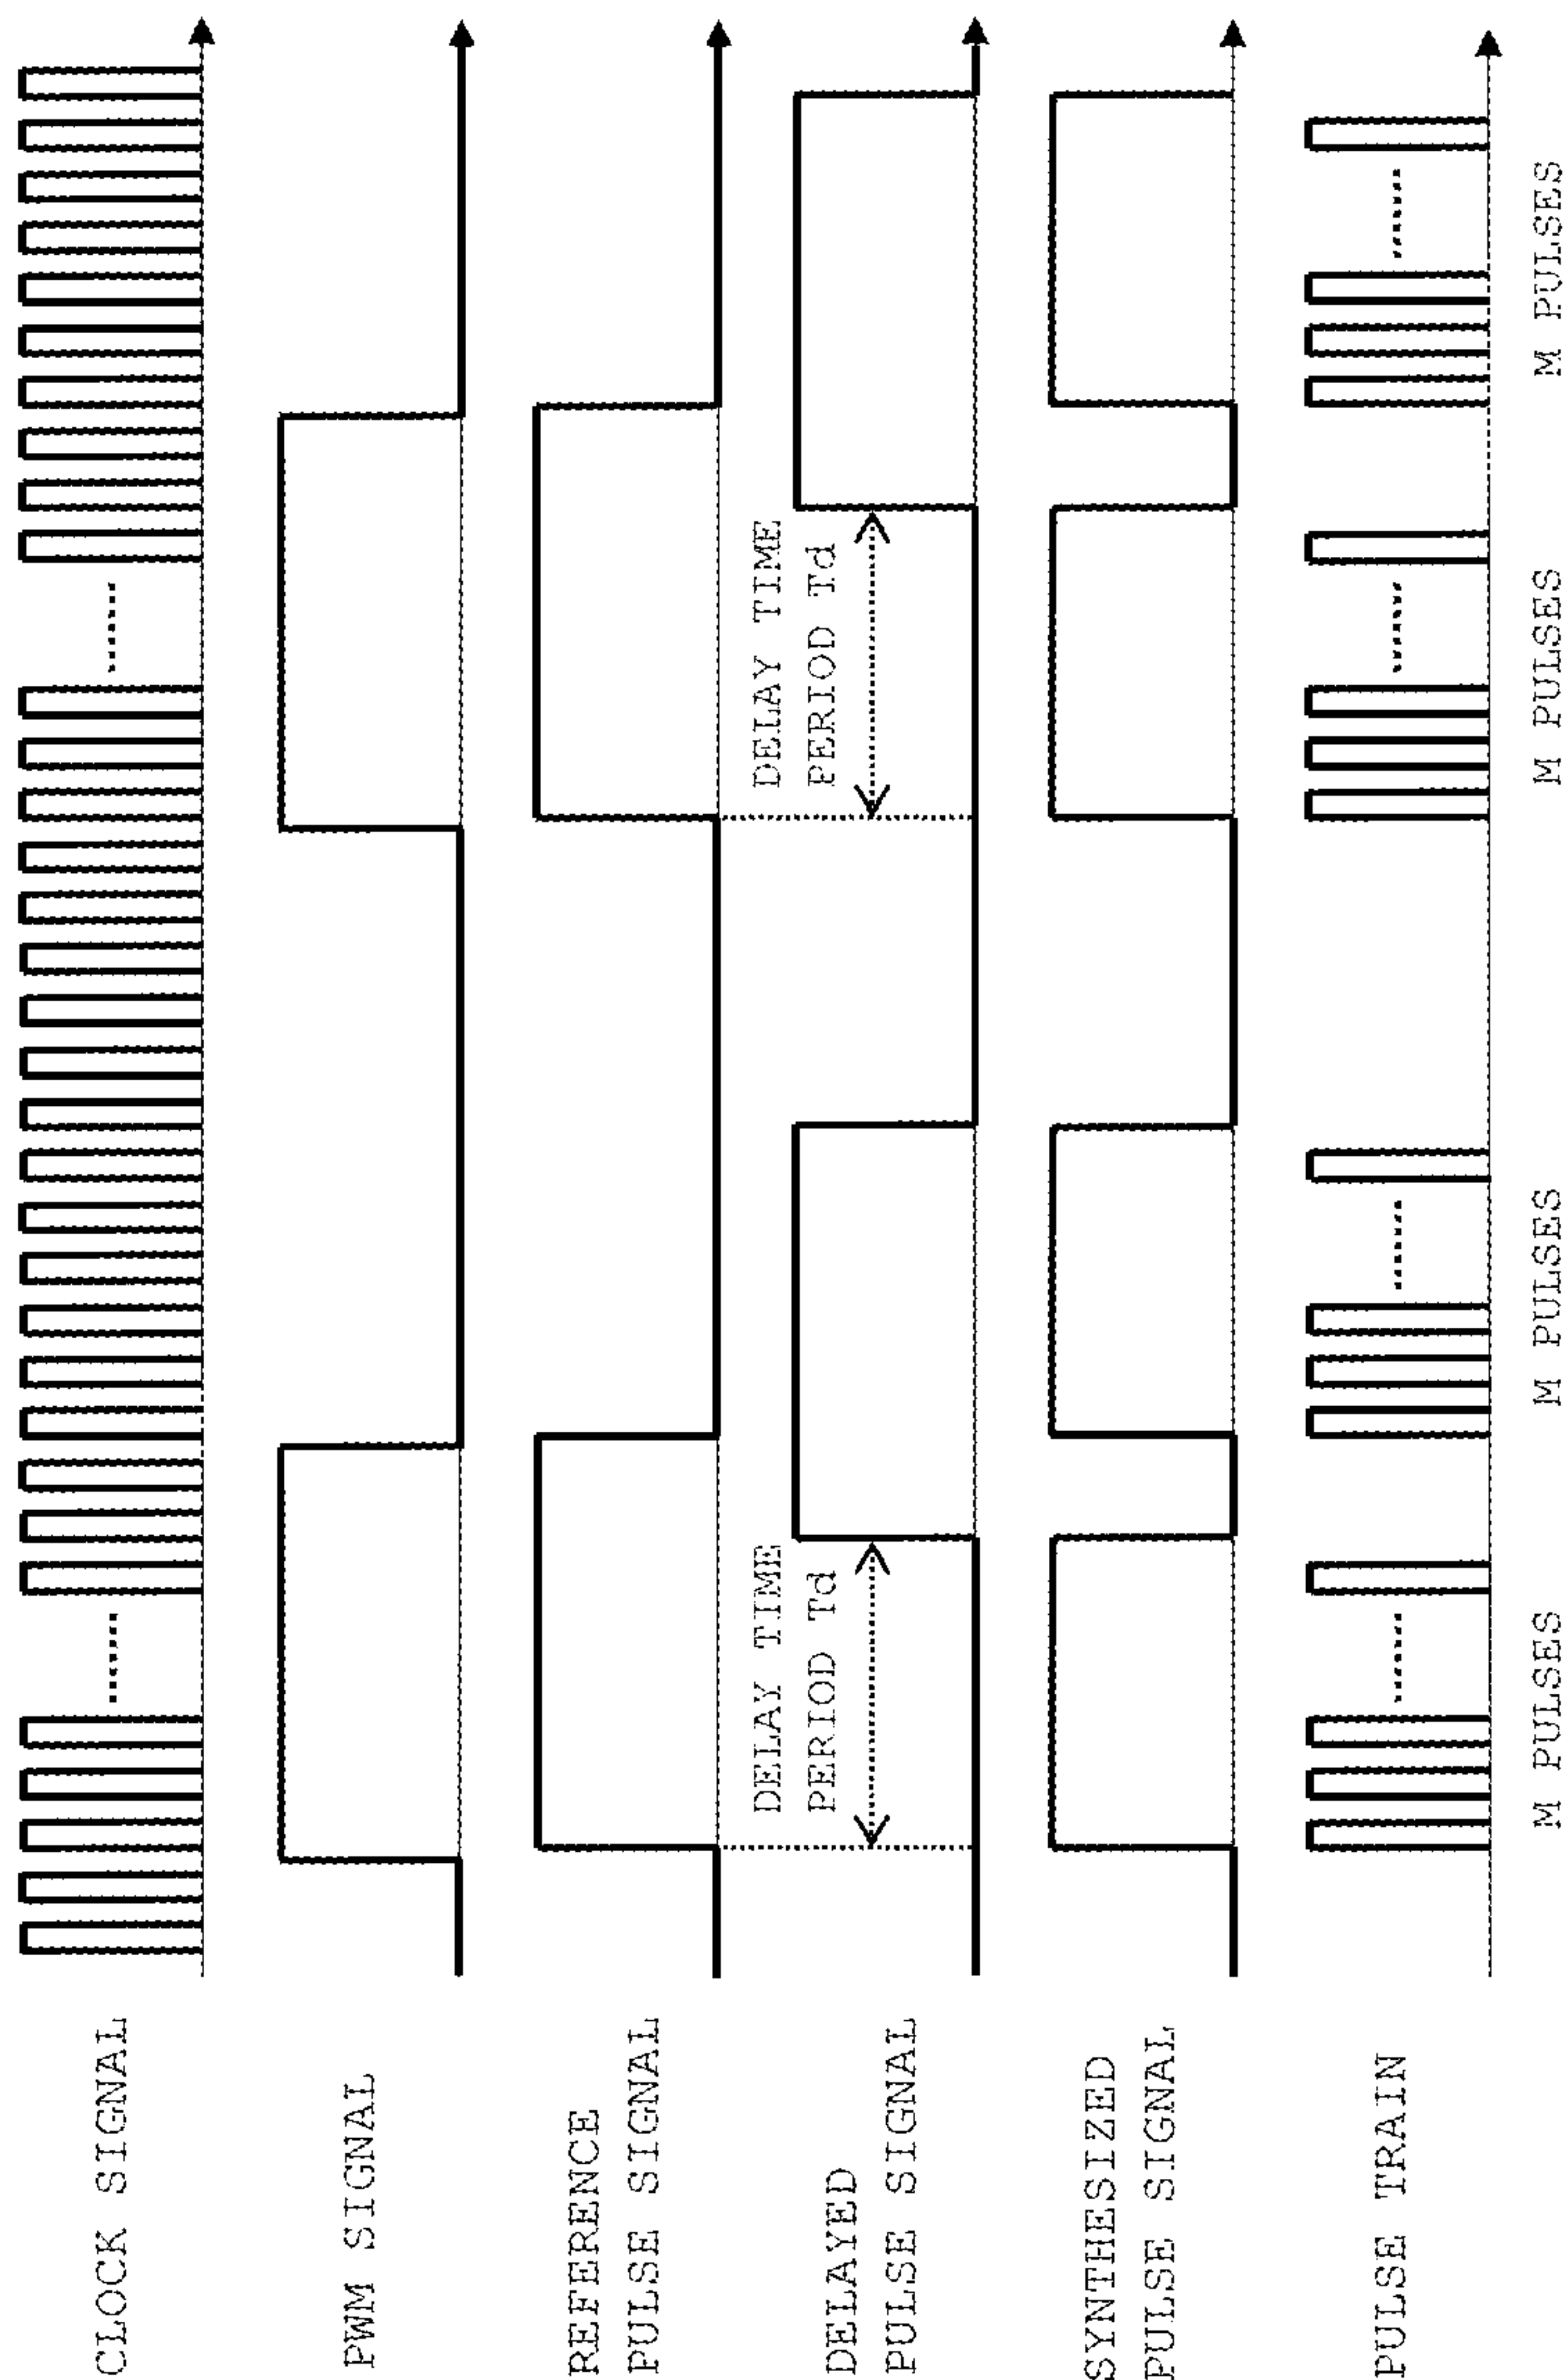 CLOCK SIGNAL
PWM SIGNAL
REFERENCE
PULSE SIGNAL
DELAY TIME
PERIOD Td
DELAY TIME
PERIOD Td
DELAYED
PULSE SIGNAL
SYNTHESIZED
PULSE SIGNAL
PULSE TRAIN
M PULSES
M PULSES
M PULSES
M PULSES